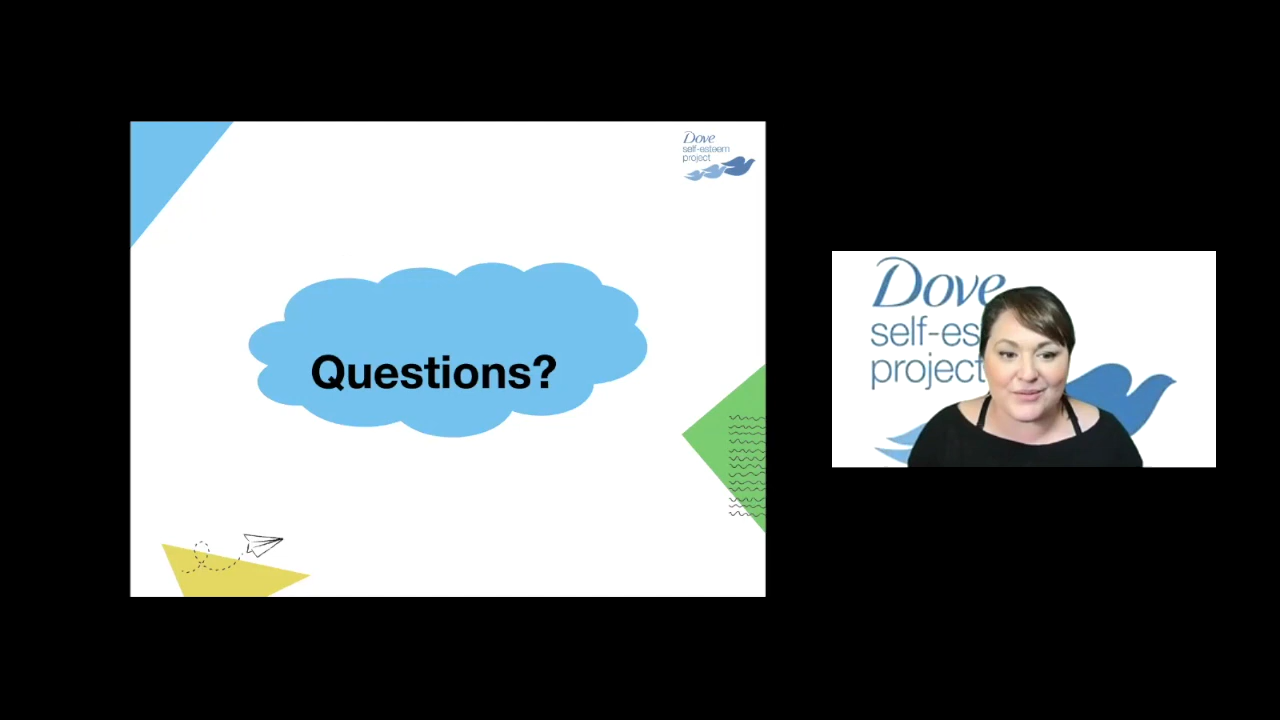 Dove
self-esteem
project
Questions?
Dove
self-es
project